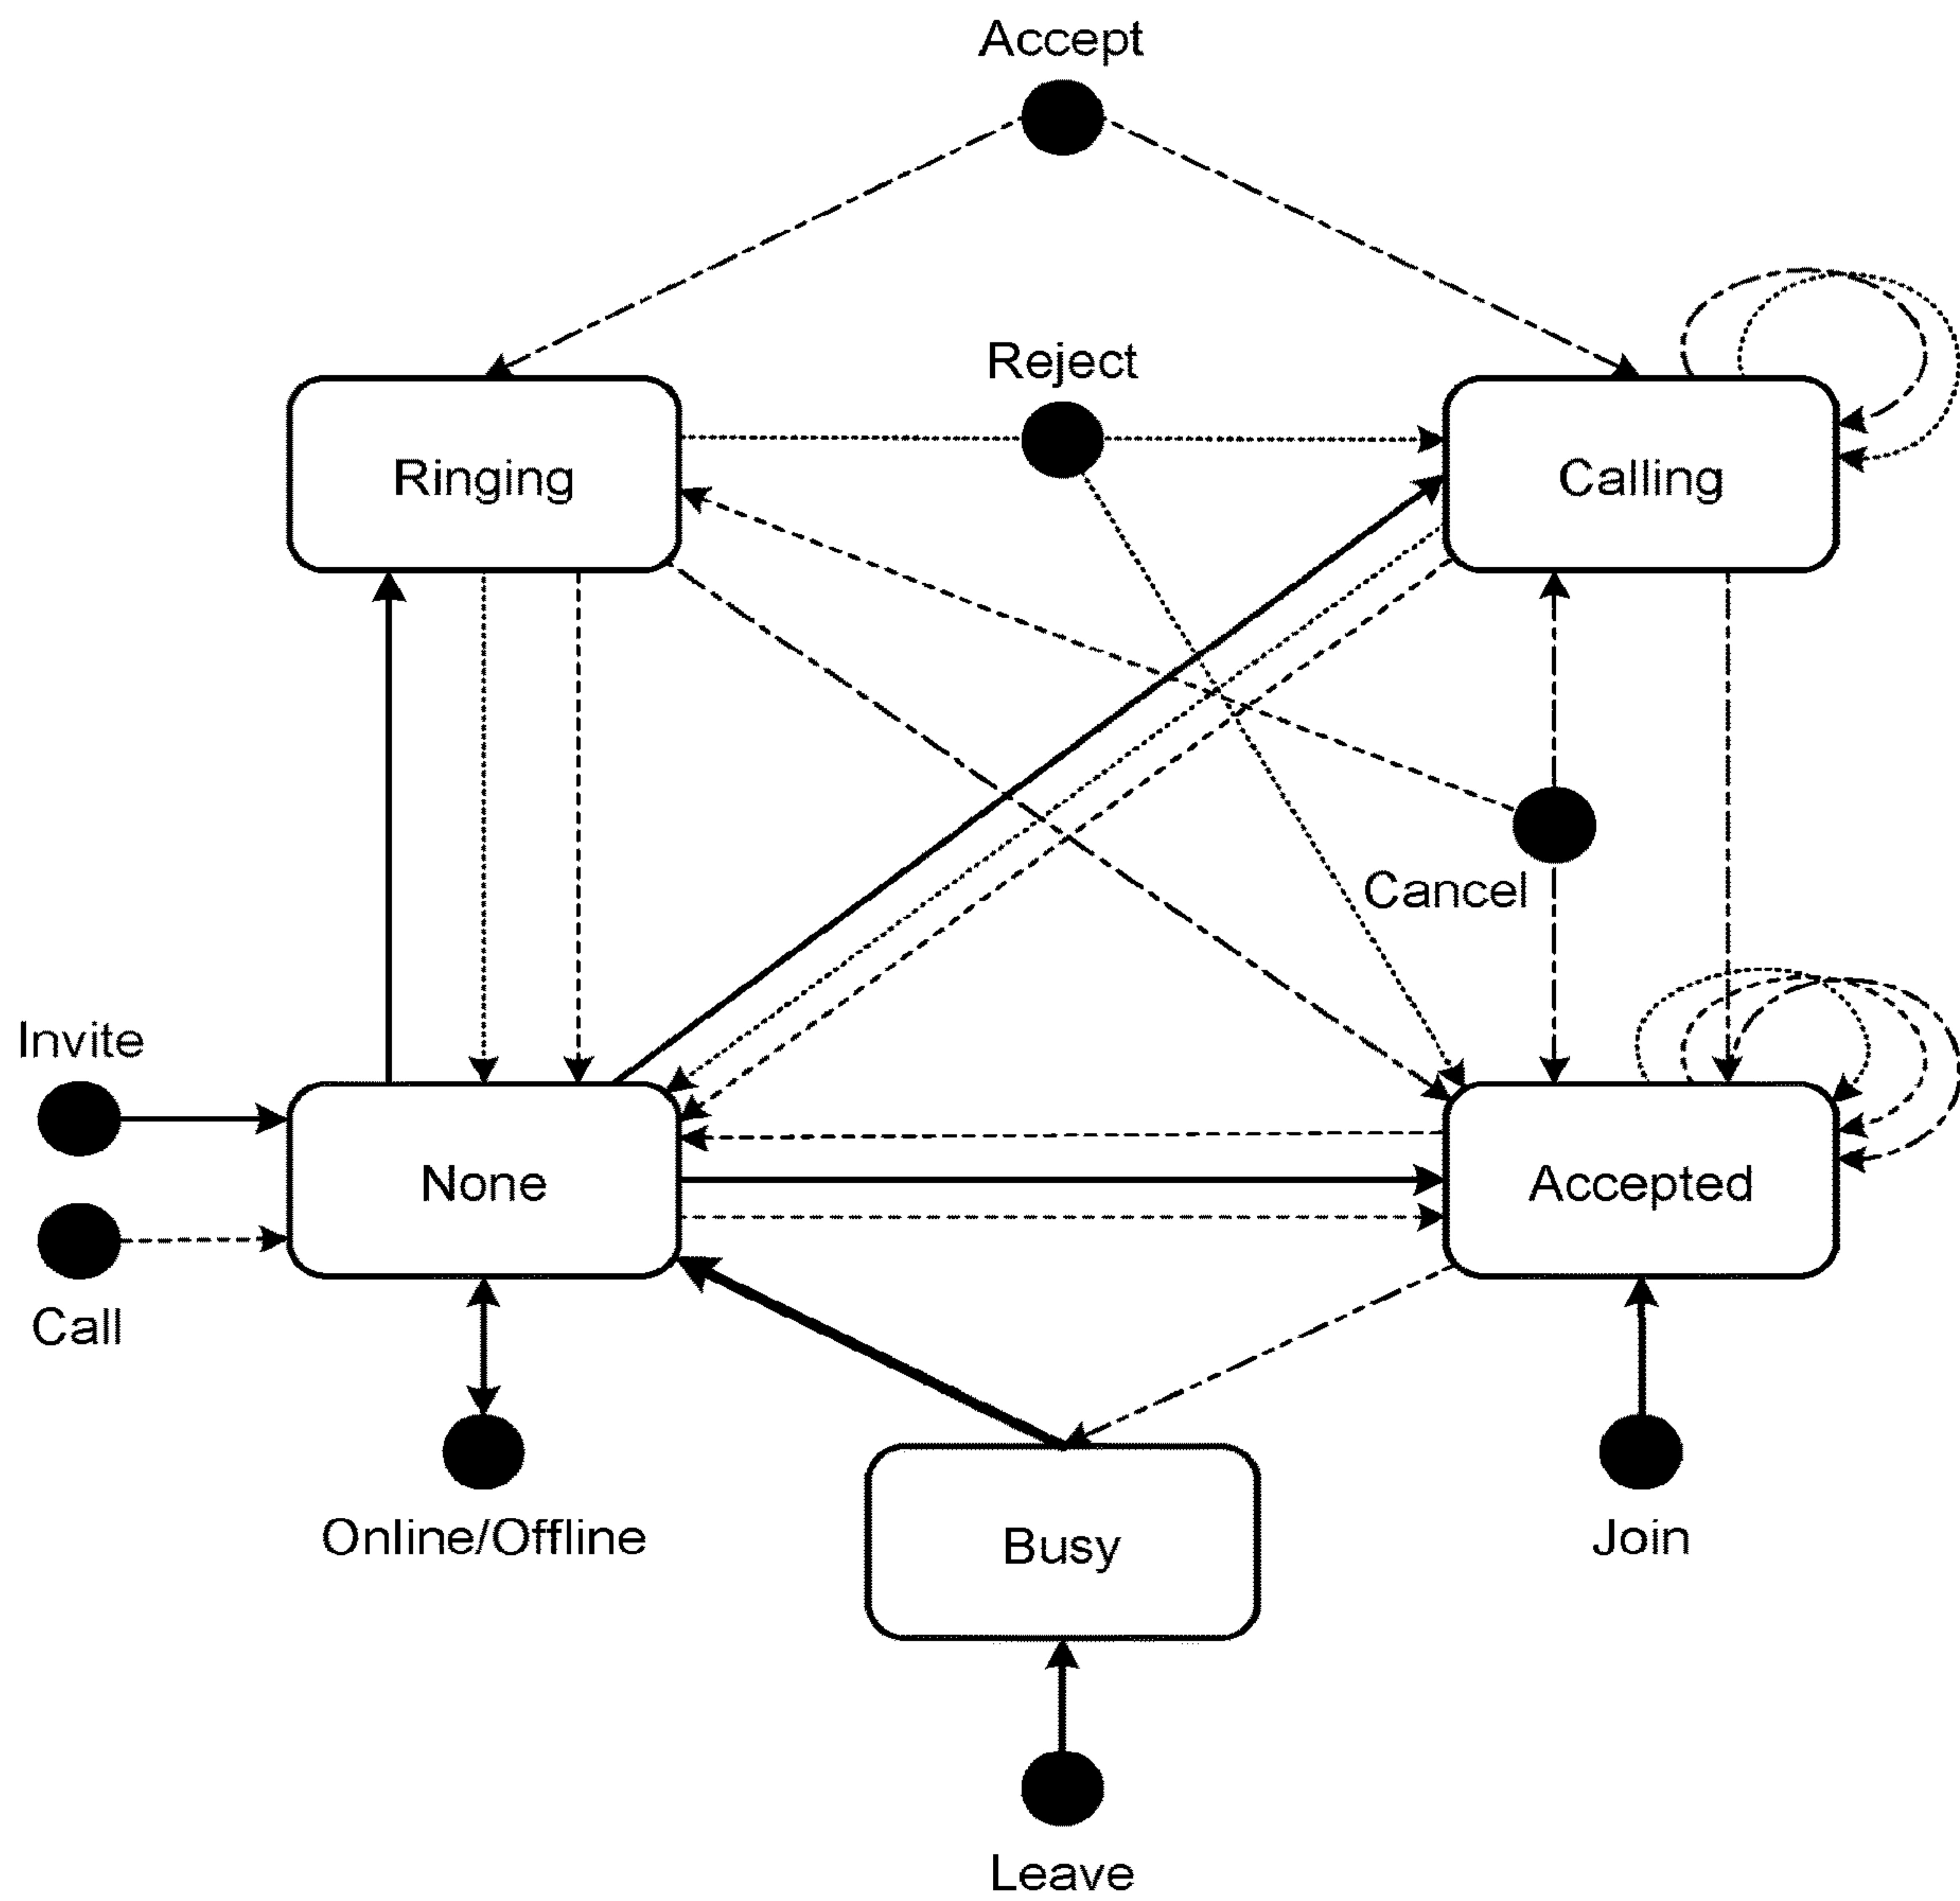 Accept
Reject
Ringing
Calling
Cancel
Invite
None
Accepted
Call
Online/Offline
Busy
Join
Leave